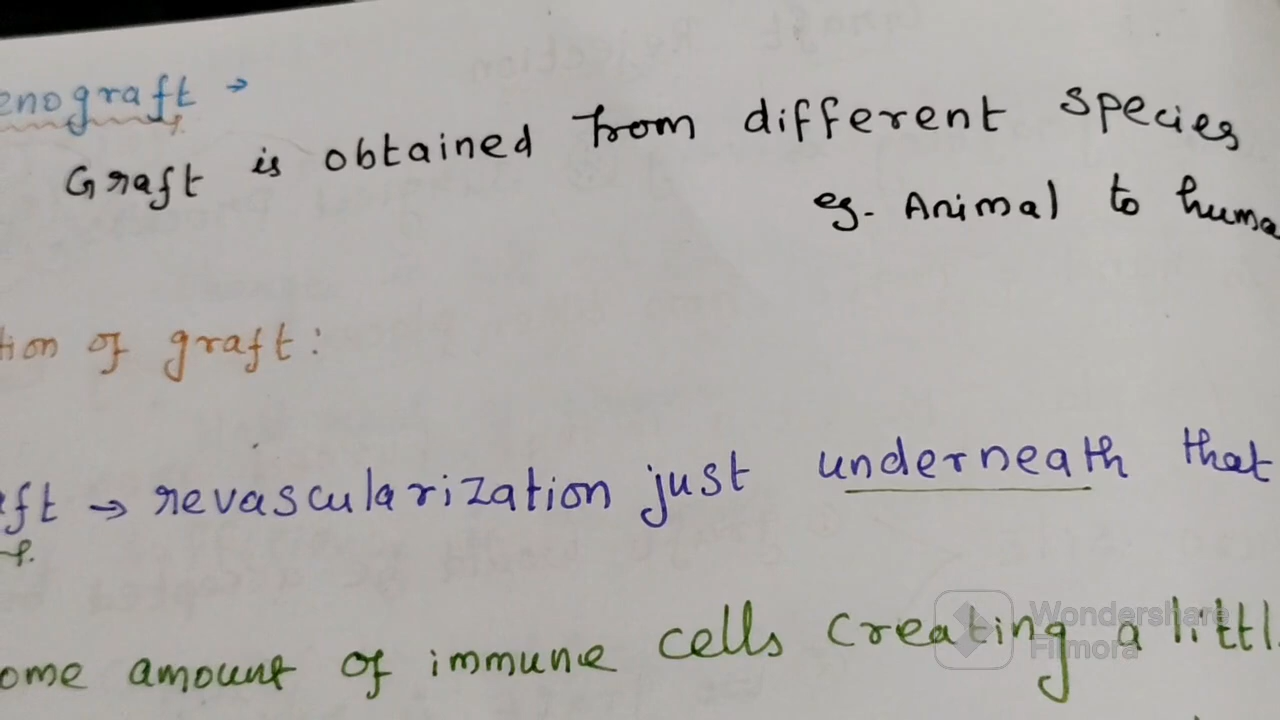 enograft →
Graft is obtained from different species
eg. Animal to huma
tion of graft:
aft → revascularization just underneath that
ome amount of immune cells creating a littl
Wondershare
Filmora